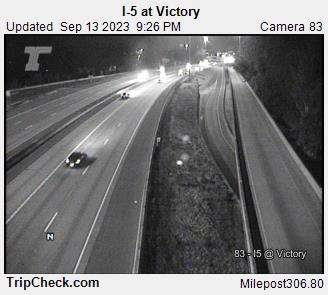 I-5 at Victory
Updated Sep 13 2023 9:26 PM Camera 83
T
N
83 - I5 @ Victory
TripCheck.com Milepost306.80